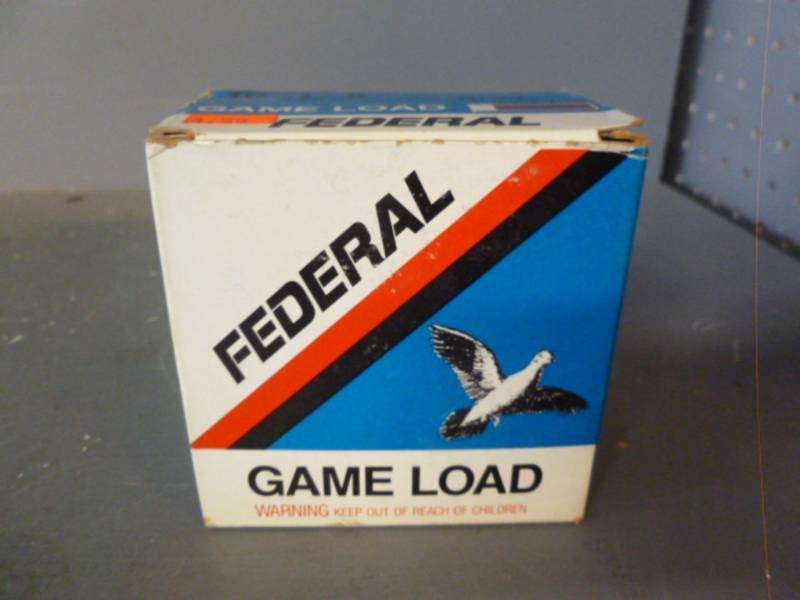 GAME LOAD
FEDERAL
FEDERAL
GAME LOAD
WARNING KEEP OUT OF REACH OF CHILDREN